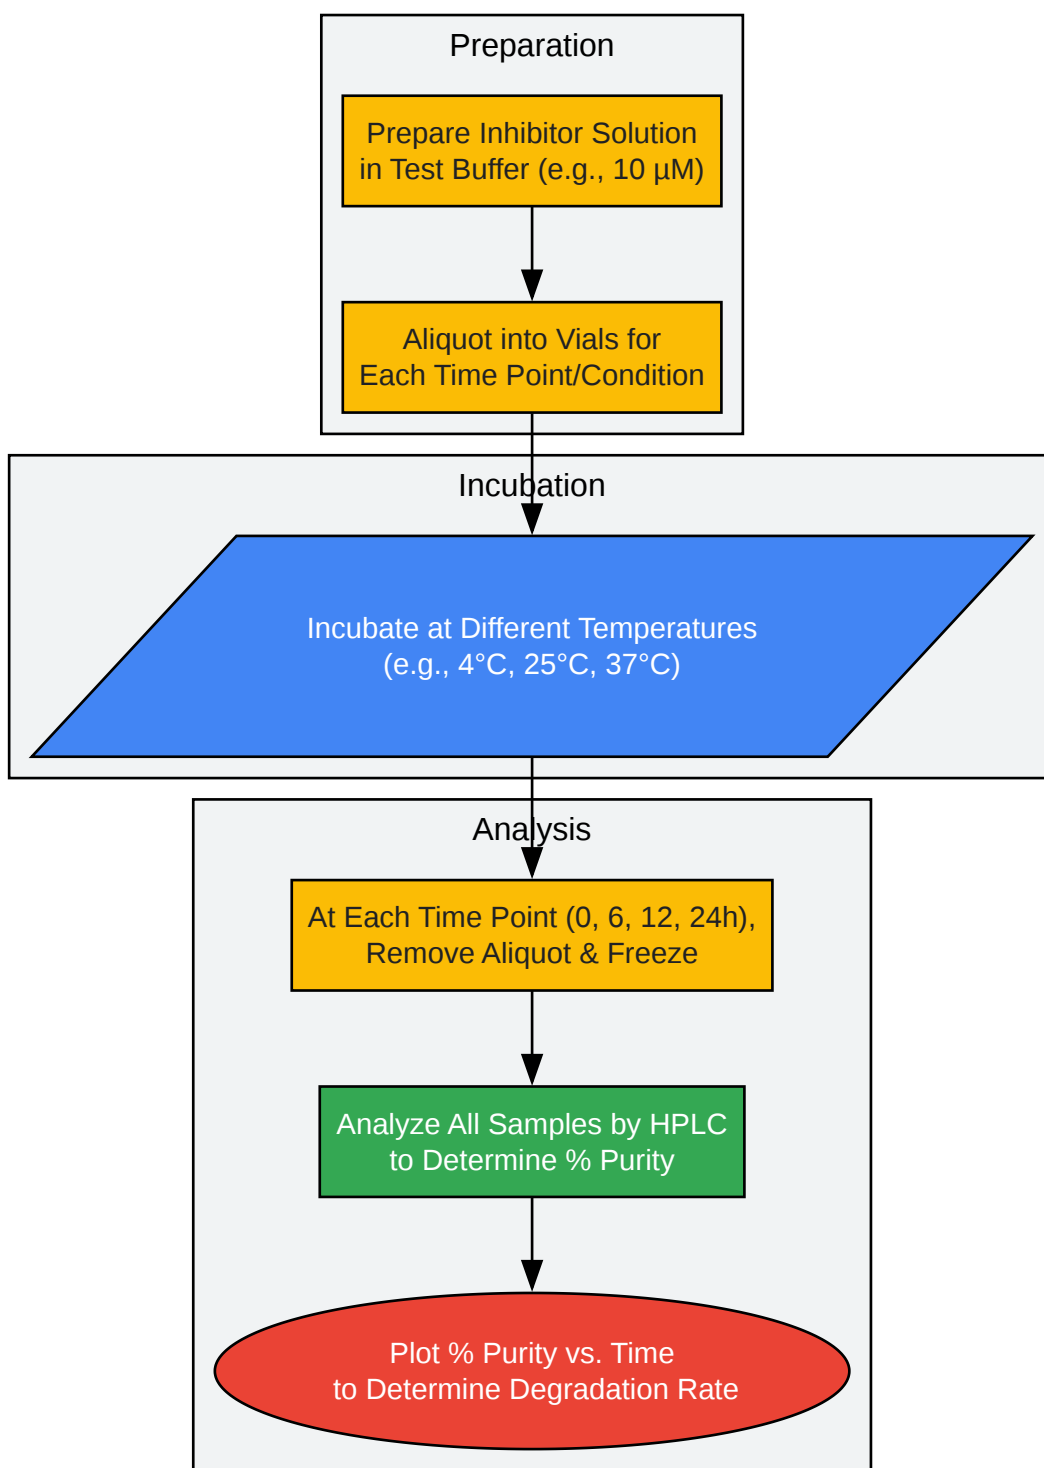 Preparation
Prepare Inhibitor Solution
in Test Buffer (e.g., 10 µM)
Aliquot into Vials for
Each Time Point/Condition
Incubation
Incubate at Different Temperatures
(e.g., 4°C, 25°C, 37°C)
Analysis
At Each Time Point (0, 6, 12, 24h),
Remove Aliquot & Freeze
Analyze All Samples by HPLC
to Determine % Purity
Plot % Purity vs. Time
to Determine Degradation Rate